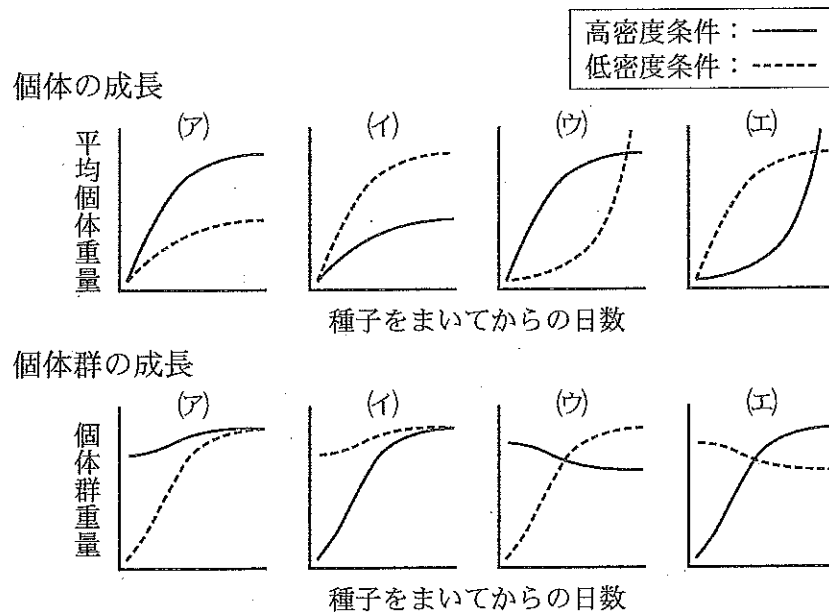 高密度条件：
低密度条件：
個体の成長
平均個体重量
(ア)
(イ)
(ウ)
(エ)
種子をまいてからの日数
個体群の成長
個体群重量
(ア)
(イ)
(ウ)
(エ)
種子をまいてからの日数